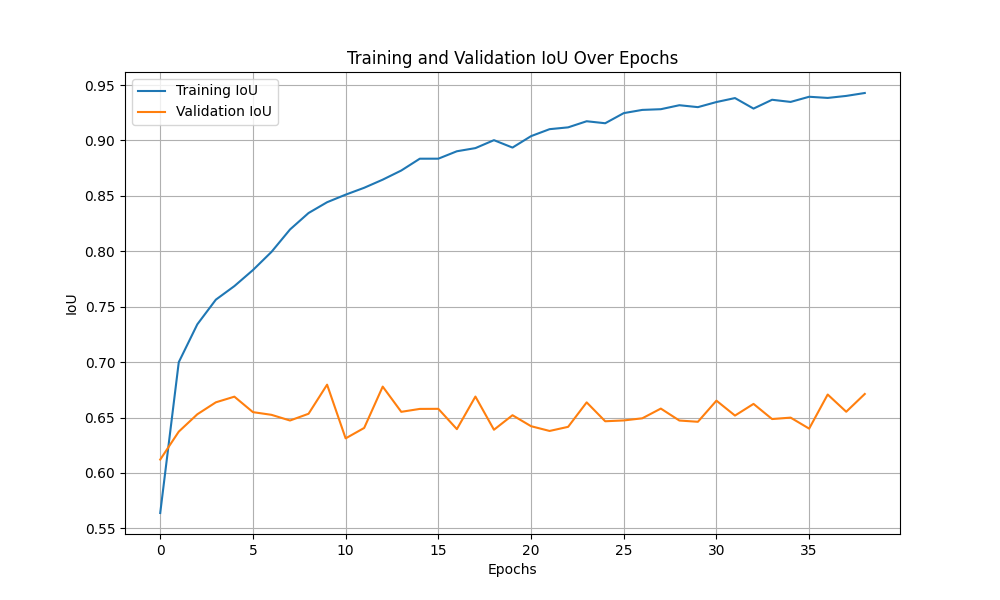 Training and Validation IoU Over Epochs
Training IoU
Validation IoU
IoU
0.95
0.90
0.85
0.80
0.75
0.70
0.65
0.60
0.55
0 5 10 15 20 25 30 35
Epochs